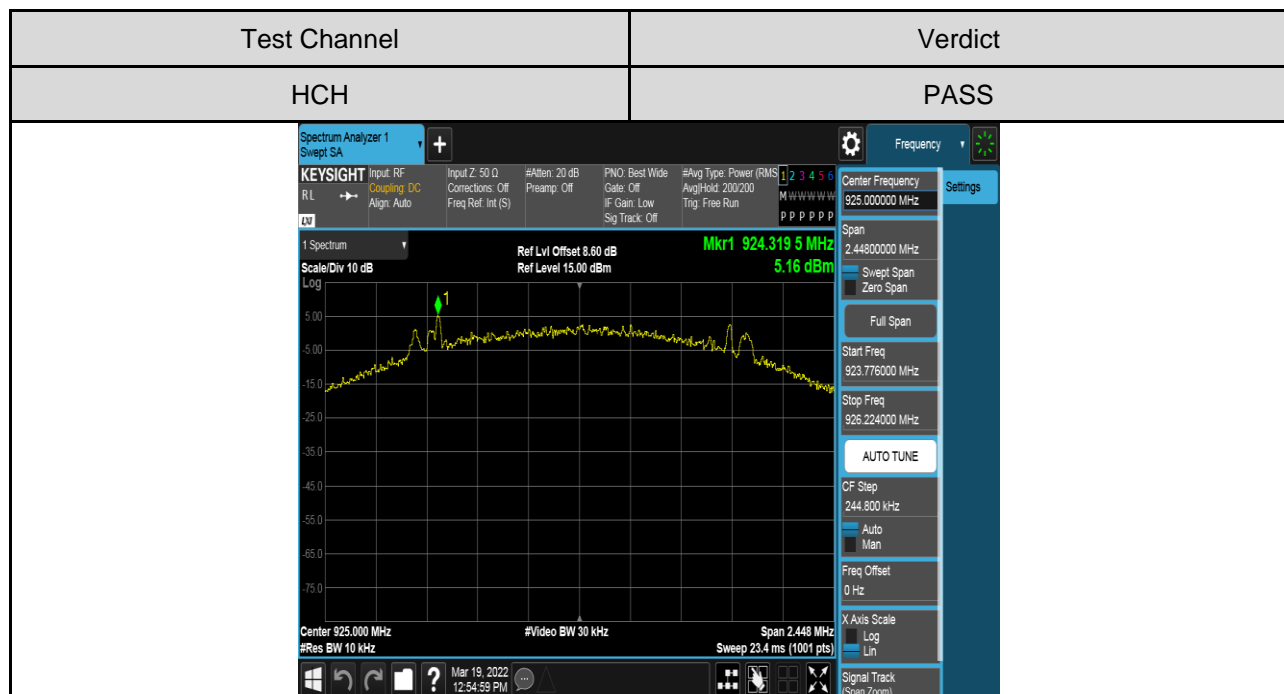 Test Channel Verdict
HCH PASS
Spectrum Analyzer 1
Swept SA
+
Frequency
KEYSIGHT Input: RF Input Z: 50 Ω #Atten: 20 dB PNO: Best Wide #Avg Type: Power (RMS 1 2 3 4 5 6
RL Coupling: DC Corrections: Off Preamp: Off Gate: Off Avg|Hold: 200/200 M W W W W W
Align: Auto Freq Ref: Int (S) IF Gain: Low Trig: Free Run
LXI Sig Track: Off P P P P P P
1 Spectrum Ref Lvl Offset 8.60 dB Mkr1 924.319 5 MHz
Scale/Div 10 dB Ref Level 15.00 dBm 5.16 dBm
Log
1
5.00
-5.00
-15.0
-25.0
-35.0
-45.0
-55.0
-65.0
-75.0
Center 925.000 MHz #Video BW 30 kHz Span 2.448 MHz
#Res BW 10 kHz Sweep 23.4 ms (1001 pts)
? Mar 19, 2022
12:54:59 PM
Center Frequency
925.000000 MHz
Settings
Span
2.44800000 MHz
Swept Span
Zero Span
Full Span
Start Freq
923.776000 MHz
Stop Freq
926.224000 MHz
AUTO TUNE
CF Step
244.800 kHz
Auto
Man
Freq Offset
0 Hz
X Axis Scale
Log
Lin
Signal Track
(Span Zoom)